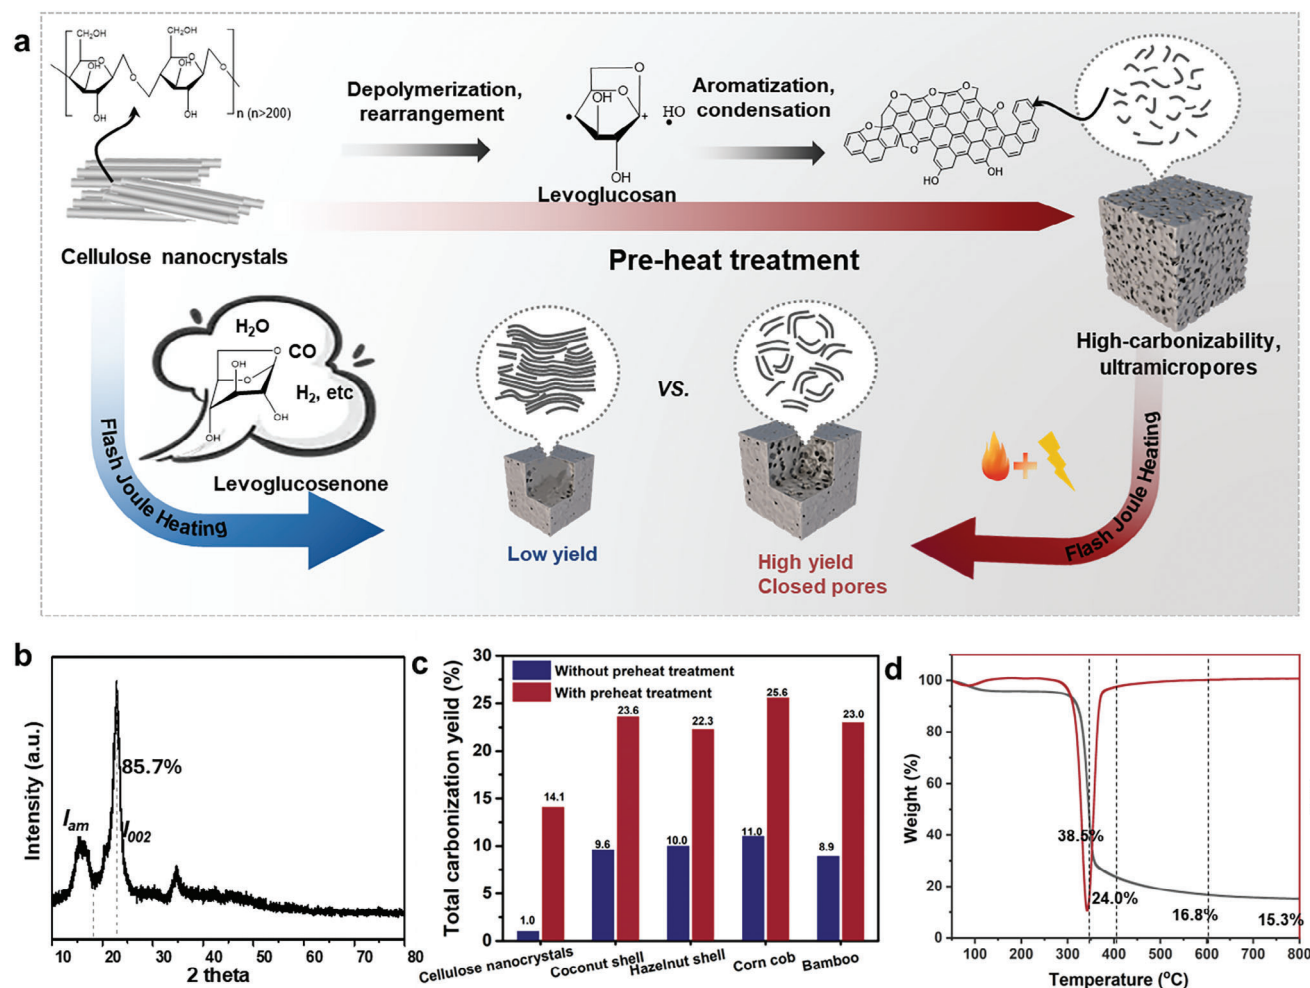 a
CH₂OH
CH₂OH
O
O
OH
OH
O
O
OH
OH
n (n>200)
Depolymerization,
rearrangement
O
OH
O
+
HO
OH
Levoglucosan
Aromatization,
condensation
O
O
O
O
O
O
HO
OH
Cellulose nanocrystals
Pre-heat treatment
High-carbonizability,
ultramicropores
H₂O
O
CO
OH
O
H₂, etc
OH
OH
Levoglucosenone
Flash Joule Heating
VS.
Low yield
High yield
Closed pores
+
Flash Joule Heating
b
Intensity (a.u.)
I_am
85.7%
I_002
10 20 30 40 50 60 70 80
2 theta
c
Total carbonization yeild (%)
30
25
20
15
10
5
0
Without preheat treatment
With preheat treatment
1.0
14.1
9.6
23.6
10.0
22.3
11.0
25.6
8.9
23.0
Cellulose nanocrystals
Coconut shell
Hazelnut shell
Corn cob
Bamboo
d
Weight (%)
100
80
60
40
20
0
38.5%
24.0%
16.8%
15.3%
100 200 300 400 500 600 700 800
Temperature (°C)